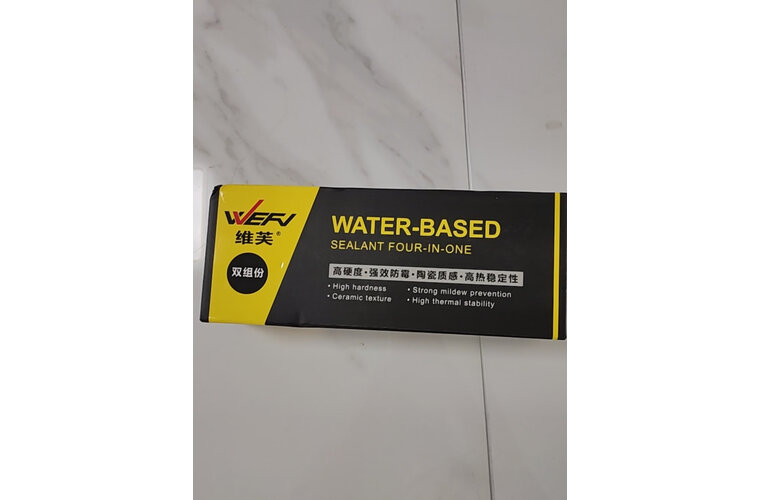 WEFU
维芙®
双组份
WATER-BASED
SEALANT FOUR-IN-ONE
高硬度·强效防霉·陶瓷质感·高热稳定性
• High hardness • Strong mildew prevention
• Ceramic texture • High thermal stability